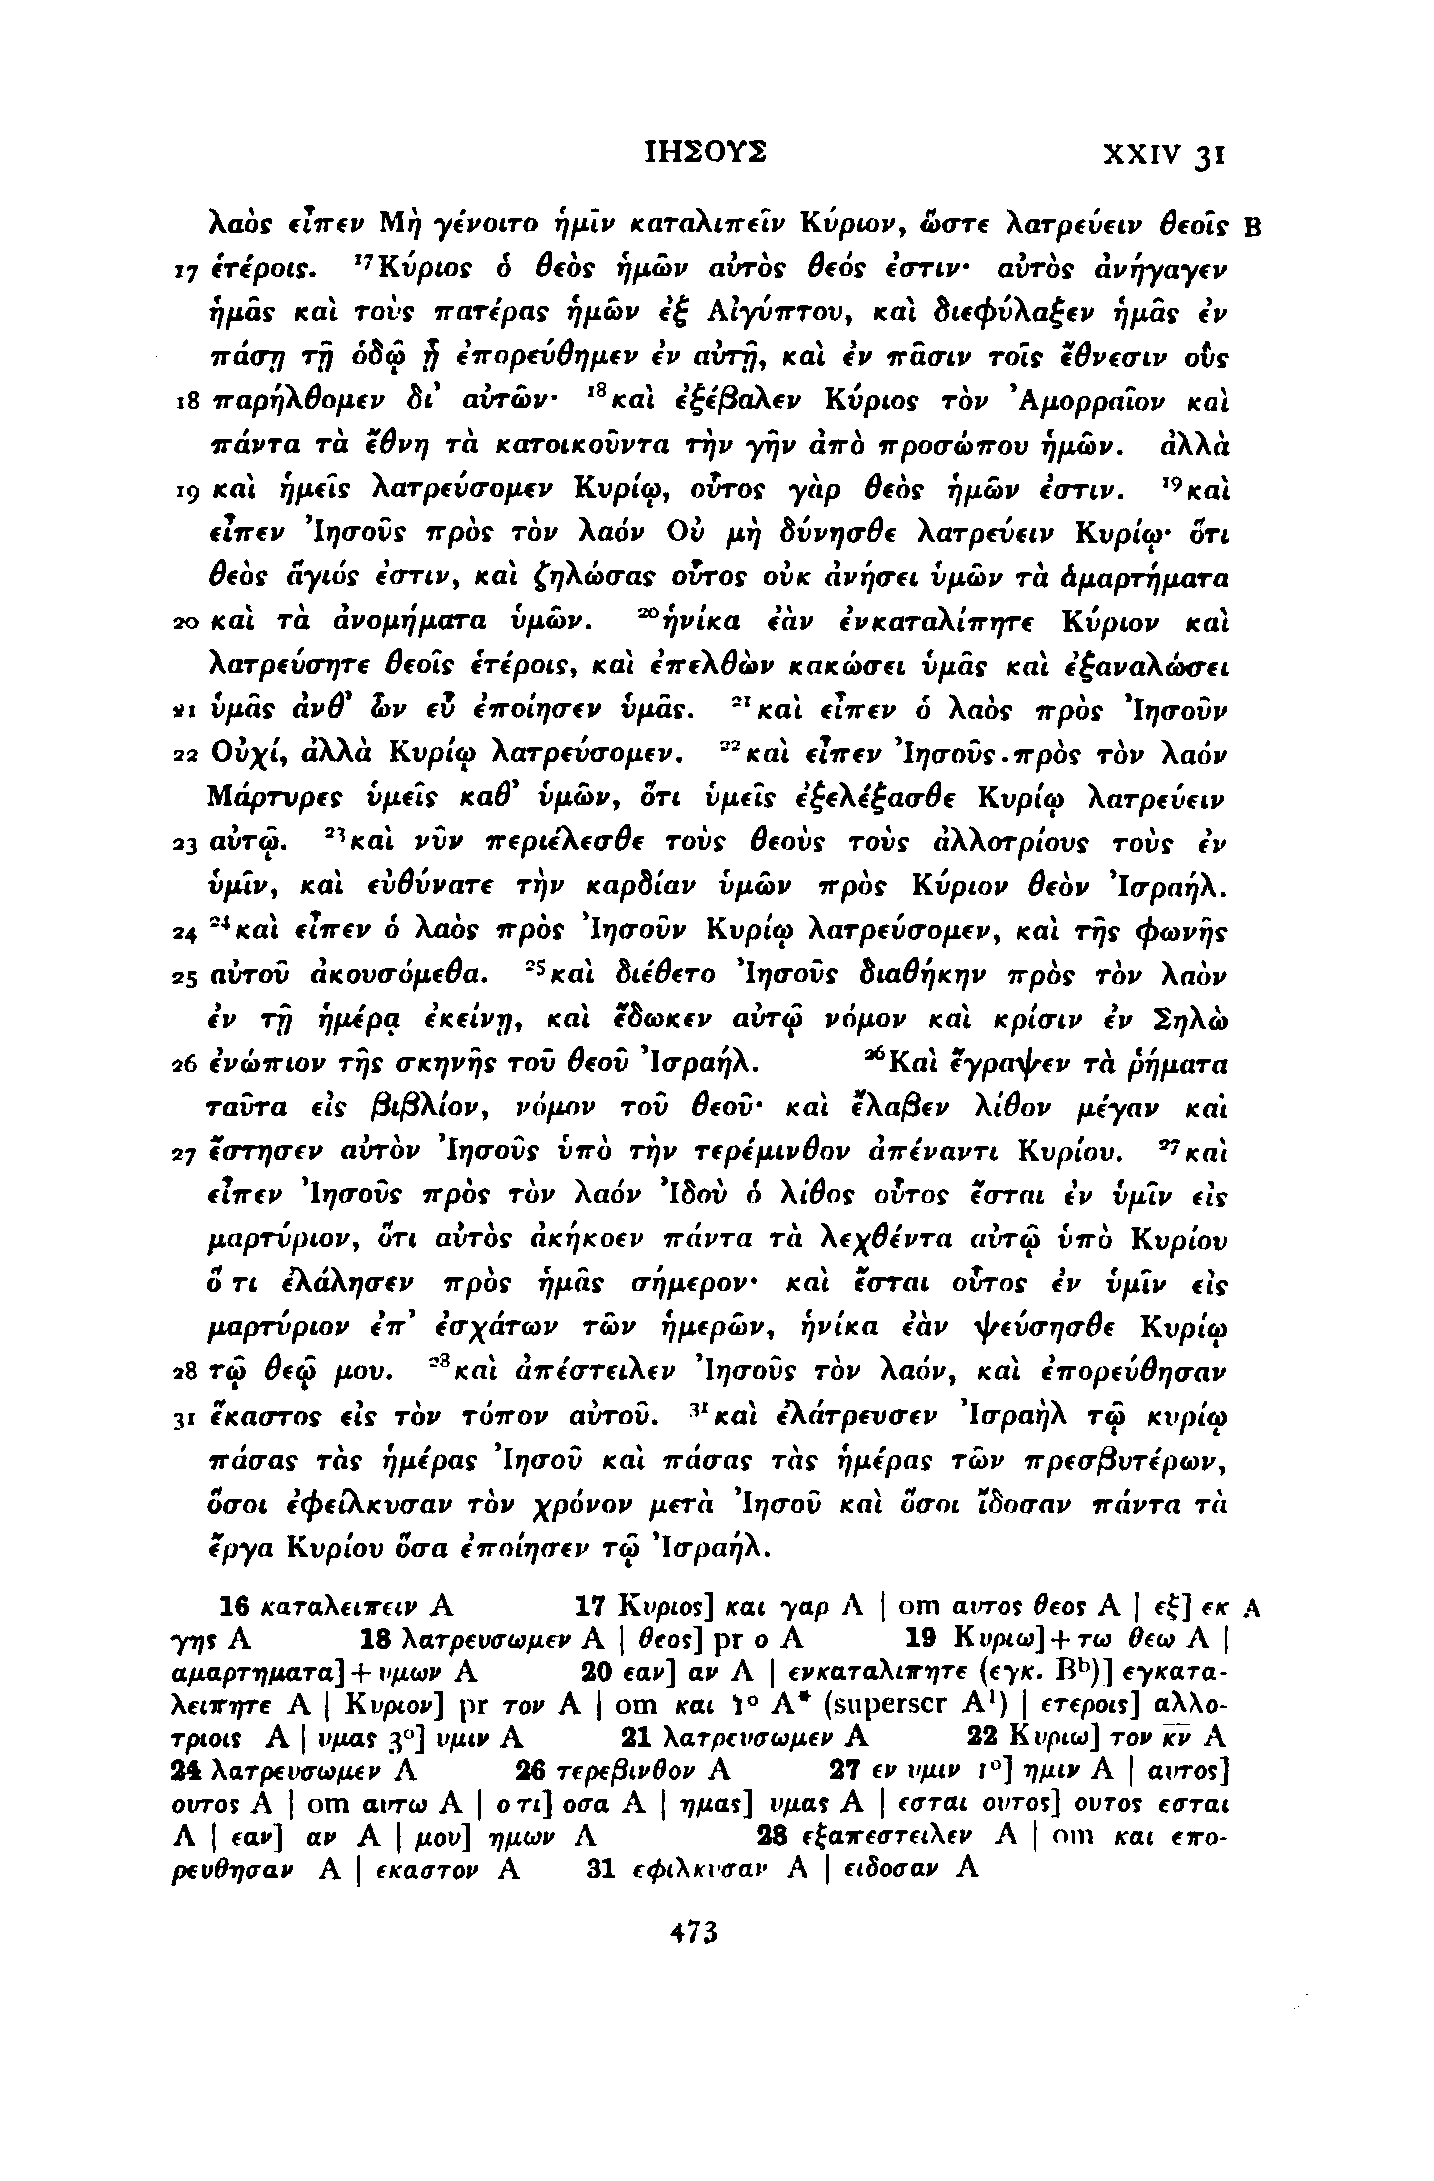 ΙΗΣΟΥΣ XXIV 31
λαὸς εἶπεν Μὴ γένοιτο ἡμῖν καταλιπεῖν Κύριον, ὥστε λατρεύειν θεοῖς B
17 ἑτέροις. ¹⁷Κύριος ὁ θεὸς ἡμῶν αὐτὸς θεός ἐστιν· αὐτὸς ἀνήγαγεν
ἡμᾶς καὶ τοὺς πατέρας ἡμῶν ἐξ Αἰγύπτου, καὶ διεφύλαξεν ἡμᾶς ἐν
πάσῃ τῇ ὁδῷ ᾗ ἐπορεύθημεν ἐν αὐτῇ, καὶ ἐν πᾶσιν τοῖς ἔθνεσιν οὓς
18 παρήλθομεν δι᾽ αὐτῶν· ¹⁸καὶ ἐξέβαλεν Κύριος τὸν Ἀμορραῖον καὶ
πάντα τὰ ἔθνη τὰ κατοικοῦντα τὴν γῆν ἀπὸ προσώπου ἡμῶν. ἀλλὰ
19 καὶ ἡμεῖς λατρεύσομεν Κυρίῳ, οὗτος γὰρ θεὸς ἡμῶν ἐστιν. ¹⁹καὶ
εἶπεν Ἰησοῦς πρὸς τὸν λαόν Οὐ μὴ δύνησθε λατρεύειν Κυρίῳ· ὅτι
θεὸς ἅγιός ἐστιν, καὶ ζηλώσας οὗτος οὐκ ἀνήσει ὑμῶν τὰ ἁμαρτήματα
20 καὶ τὰ ἀνομήματα ὑμῶν. ²⁰ἡνίκα ἐὰν ἐνκαταλίπητε Κύριον καὶ
λατρεύσητε θεοῖς ἑτέροις, καὶ ἐπελθὼν κακώσει ὑμᾶς καὶ ἐξαναλώσει
21 ὑμᾶς ἀνθ᾽ ὧν εὖ ἐποίησεν ὑμᾶς. ²¹καὶ εἶπεν ὁ λαὸς πρὸς Ἰησοῦν
22 Οὐχί, ἀλλὰ Κυρίῳ λατρεύσομεν. ²²καὶ εἶπεν Ἰησοῦς πρὸς τὸν λαόν
Μάρτυρες ὑμεῖς καθ᾽ ὑμῶν, ὅτι ὑμεῖς ἐξελέξασθε Κυρίῳ λατρεύειν
23 αὐτῷ. ²³καὶ νῦν περιέλεσθε τοὺς θεοὺς τοὺς ἀλλοτρίους τοὺς ἐν
ὑμῖν, καὶ εὐθύνατε τὴν καρδίαν ὑμῶν πρὸς Κύριον θεὸν Ἰσραήλ.
24 ²⁴καὶ εἶπεν ὁ λαὸς πρὸς Ἰησοῦν Κυρίῳ λατρεύσομεν, καὶ τῆς φωνῆς
25 αὐτοῦ ἀκουσόμεθα. ²⁵καὶ διέθετο Ἰησοῦς διαθήκην πρὸς τὸν λαὸν
ἐν τῇ ἡμέρᾳ ἐκείνῃ, καὶ ἔδωκεν αὐτῷ νόμον καὶ κρίσιν ἐν Σηλὼ
26 ἐνώπιον τῆς σκηνῆς τοῦ θεοῦ Ἰσραήλ. ²⁶Καὶ ἔγραψεν τὰ ῥήματα
ταῦτα εἰς βιβλίον, νόμον τοῦ θεοῦ· καὶ ἔλαβεν λίθον μέγαν καὶ
27 ἔστησεν αὐτὸν Ἰησοῦς ὑπὸ τὴν τερέμινθον ἀπέναντι Κυρίου. ²⁷καὶ
εἶπεν Ἰησοῦς πρὸς τὸν λαόν Ἰδοὺ ὁ λίθος οὗτος ἔσται ἐν ὑμῖν εἰς
μαρτύριον, ὅτι αὐτὸς ἀκήκοεν πάντα τὰ λεχθέντα αὐτῷ ὑπὸ Κυρίου
ὅ τι ἐλάλησεν πρὸς ἡμᾶς σήμερον· καὶ ἔσται οὗτος ἐν ὑμῖν εἰς
μαρτύριον ἐπ᾽ ἐσχάτων τῶν ἡμερῶν, ἡνίκα ἐὰν ψεύσησθε Κυρίῳ
28 τῷ θεῷ μου. ²⁸καὶ ἀπέστειλεν Ἰησοῦς τὸν λαόν, καὶ ἐπορεύθησαν
31 ἕκαστος εἰς τὸν τόπον αὐτοῦ. ³¹καὶ ἐλάτρευσεν Ἰσραὴλ τῷ κυρίῳ
πάσας τὰς ἡμέρας Ἰησοῦ καὶ πάσας τὰς ἡμέρας τῶν πρεσβυτέρων,
ὅσοι ἐφείλκυσαν τὸν χρόνον μετὰ Ἰησοῦ καὶ ὅσοι ἴδοσαν πάντα τὰ
ἔργα Κυρίου ὅσα ἐποίησεν τῷ Ἰσραήλ.
16 καταλειπειν A 17 Κυριος] και γαρ A | om αυτος θεος A | εξ] εκ A
γης A 18 λατρευσωμεν A | θεος] pr ο A 19 Κυριω]+τω θεω A |
αμαρτηματα]+υμων A 20 εαν] αν A | ενκαταλιπητε (εγκ. Bᵇ)] εγκατα-
λειπητε A | Κυριον] pr τον A | om και 1° A* (superscr A¹) | ετεροις] αλλο-
τριοις A | υμας 3°] υμιν A 21 λατρευσωμεν A 22 Κυριω] τον κ̅ν̅ A
24 λατρευσωμεν A 26 τερεβινθον A 27 εν υμιν 1°] ημιν A | αυτος]
ουτος A | om αυτω A | ο τι] οσα A | ημας] υμας A | εσται ουτος] ουτος εσται
A | εαν] αν A | μου] ημων A 28 εξαπεστειλεν A | om και επο-
ρευθησαν A | εκαστον A 31 εφιλκυσαν A | ειδοσαν A
473